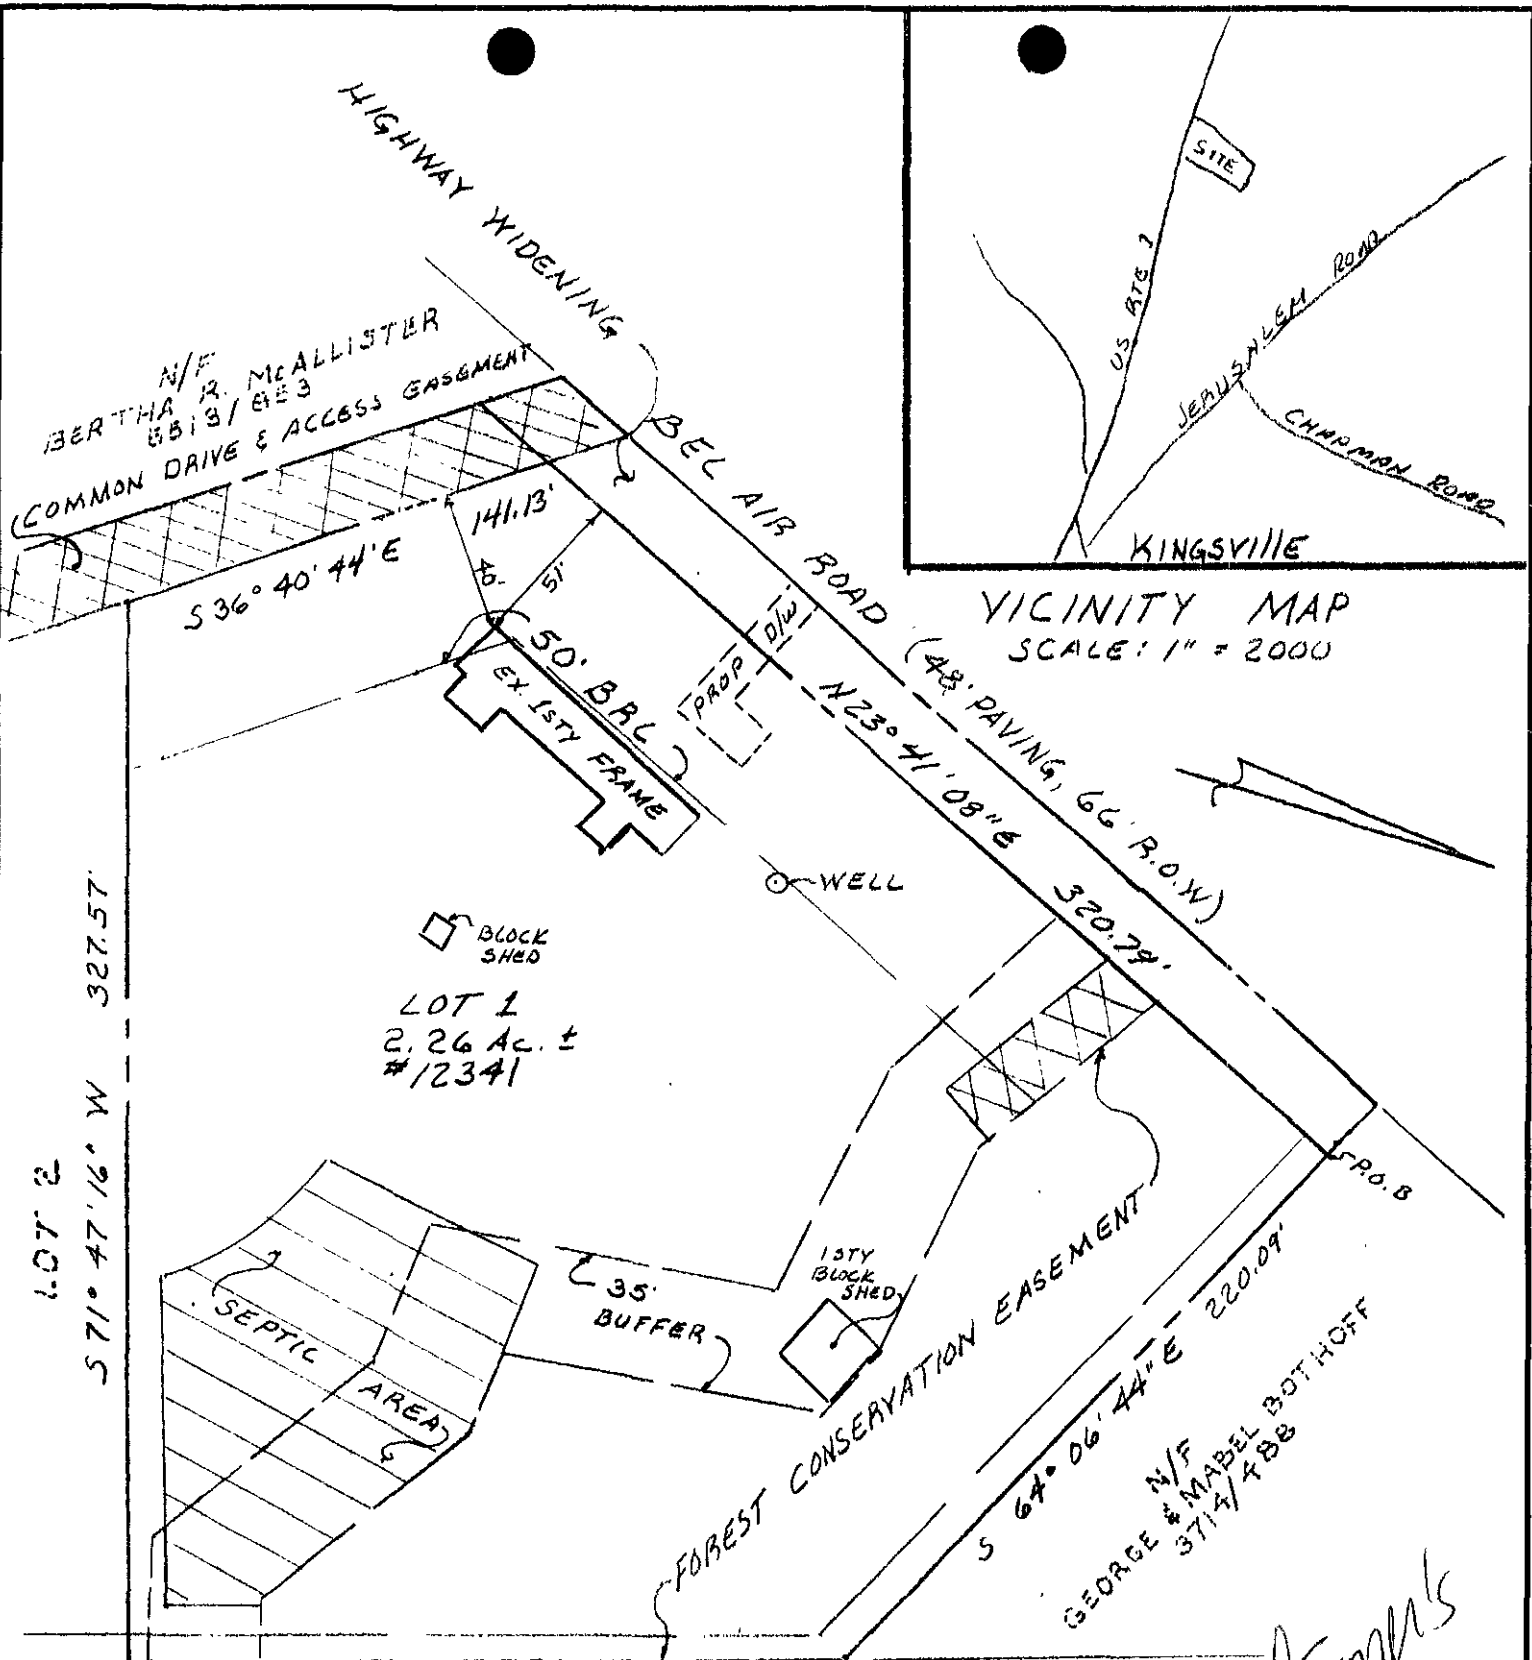 HIGHWAY WIDENING
N/F
BERTHA R. McALLISTER
COMMON DRIVE & ACCESS EASEMENT
141.13'
S 36° 40' 44' E
51'
50' BRL
EX. 1STY FRAME
PROP D/W
BEL AIR ROAD (48' PAVING, 66' R.O.W)
N 23° 41' 08" E 320.79'
SITE
US. RTE 1
JERUSALEM ROAD
CHAPMAN ROAD
KINGSVIllE
VICINITY MAP
SCALE: 1" = 2000
WELL
BLOCK
SHED
LOT 1
2.26 Ac. ±
#12341
LOT 2
S 71° 47' 16" W 327.57'
SEPTIC AREA
35'
BUFFER
1 STY
BLOCK
SHED
FOREST CONSERVATION EASEMENT
P.O.B
S 64° 06' 44" E 220.09'
N/F
GEORGE & MABEL BOTHOFF
3714/488